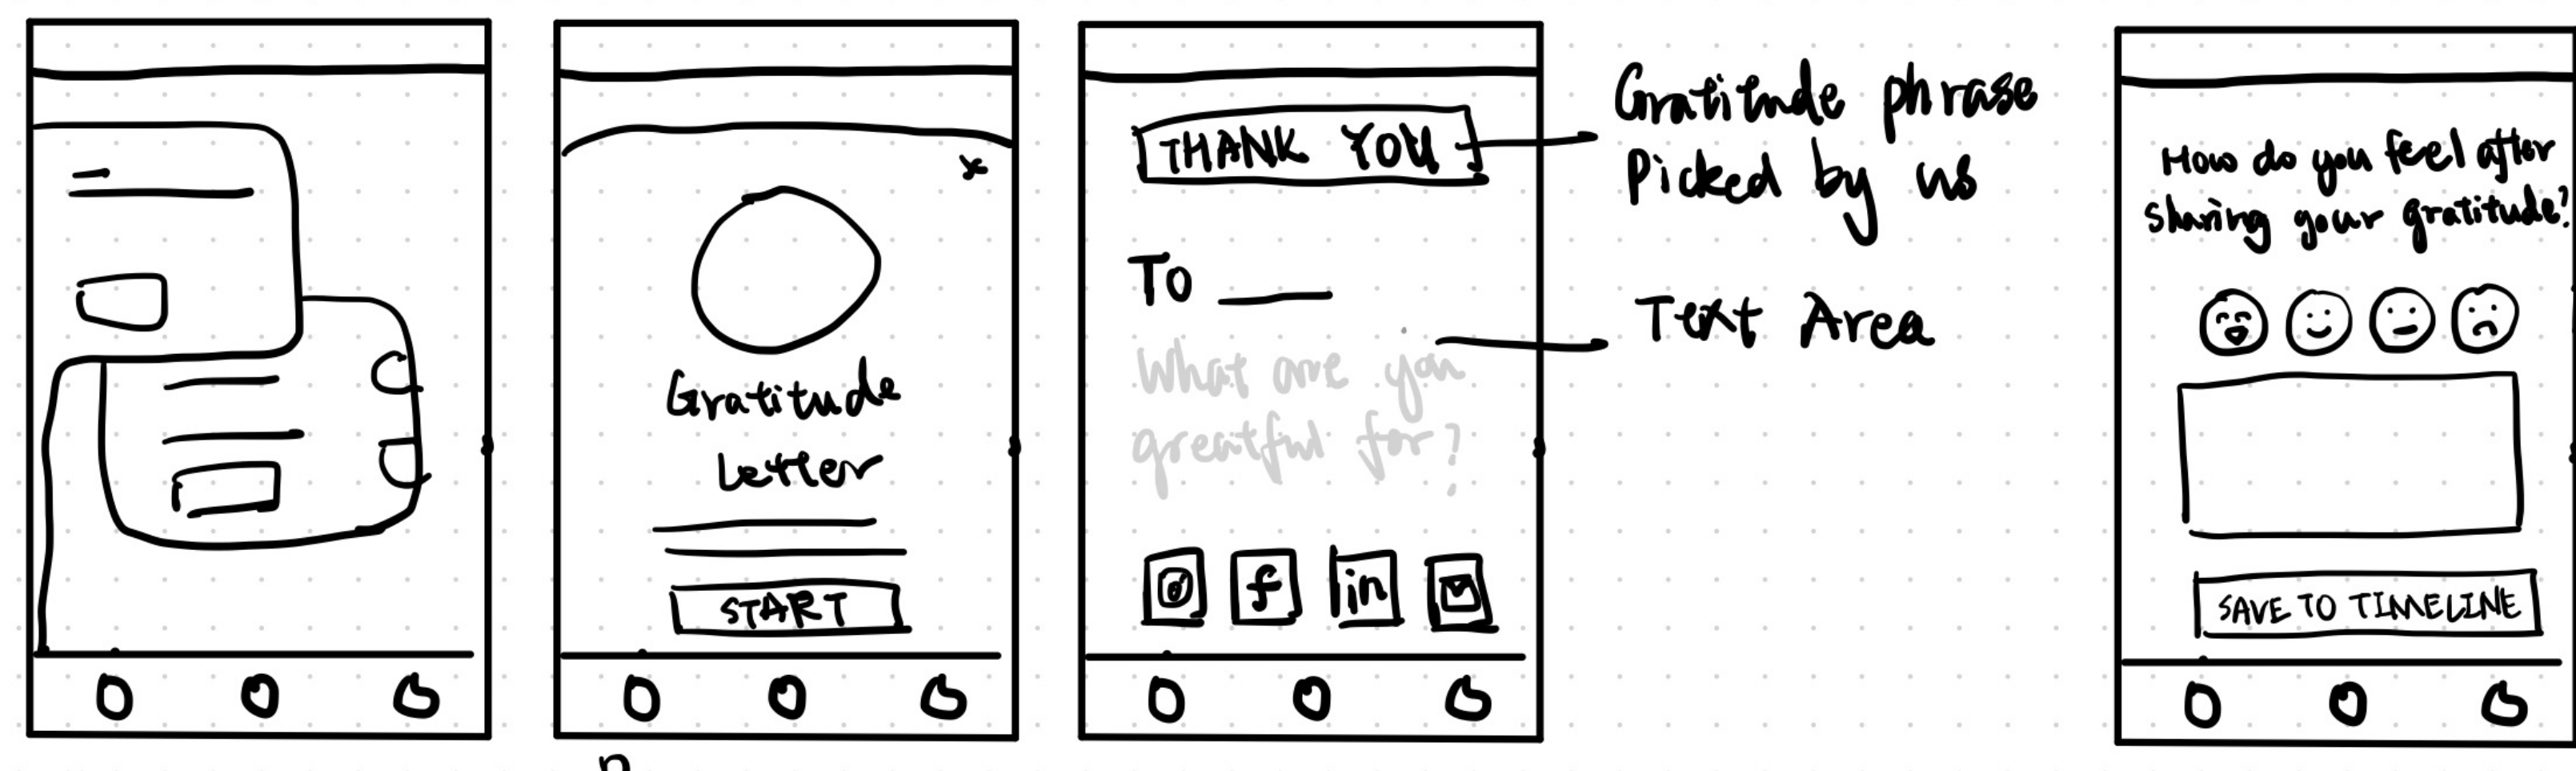 Gratitude
Letter
START
THANK YOU
To
What are you
greatful for?
f
in
Gratitude phrase
Picked by us
Text Area
How do you feel after
sharing your gratitude?
SAVE TO TIMELINE